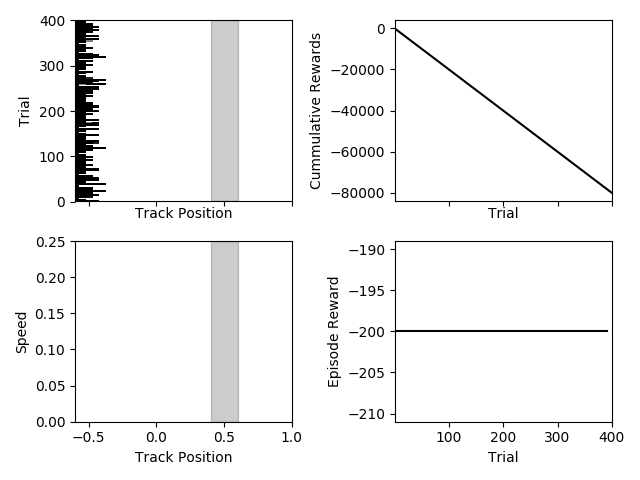 400
300
200
100
0
Trial
Track Position
0
−20000
−40000
−60000
−80000
Cummulative Rewards
Trial
0.25
0.20
0.15
0.10
0.05
0.00
Speed
−0.5 0.0 0.5 1.0
Track Position
−190
−195
−200
−205
−210
Episode Reward
100 200 300 400
Trial